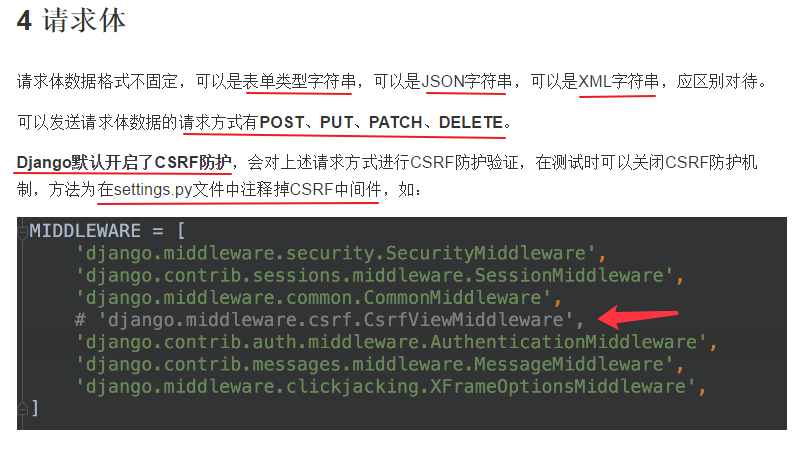 4 请求体
请求体数据格式不固定，可以是表单类型字符串，可以是JSON字符串，可以是XML字符串，应区别对待。
可以发送请求体数据的请求方式有POST、PUT、PATCH、DELETE。
Django默认开启了CSRF防护，会对上述请求方式进行CSRF防护验证，在测试时可以关闭CSRF防护机
制，方法为在settings.py文件中注释掉CSRF中间件，如：
MIDDLEWARE = [
'django.middleware.security.SecurityMiddleware',
'django.contrib.sessions.middleware.SessionMiddleware',
'django.middleware.common.CommonMiddleware',
# 'django.middleware.csrf.CsrfViewMiddleware',
'django.contrib.auth.middleware.AuthenticationMiddleware',
'django.contrib.messages.middleware.MessageMiddleware',
'django.middleware.clickjacking.XFrameOptionsMiddleware',
]